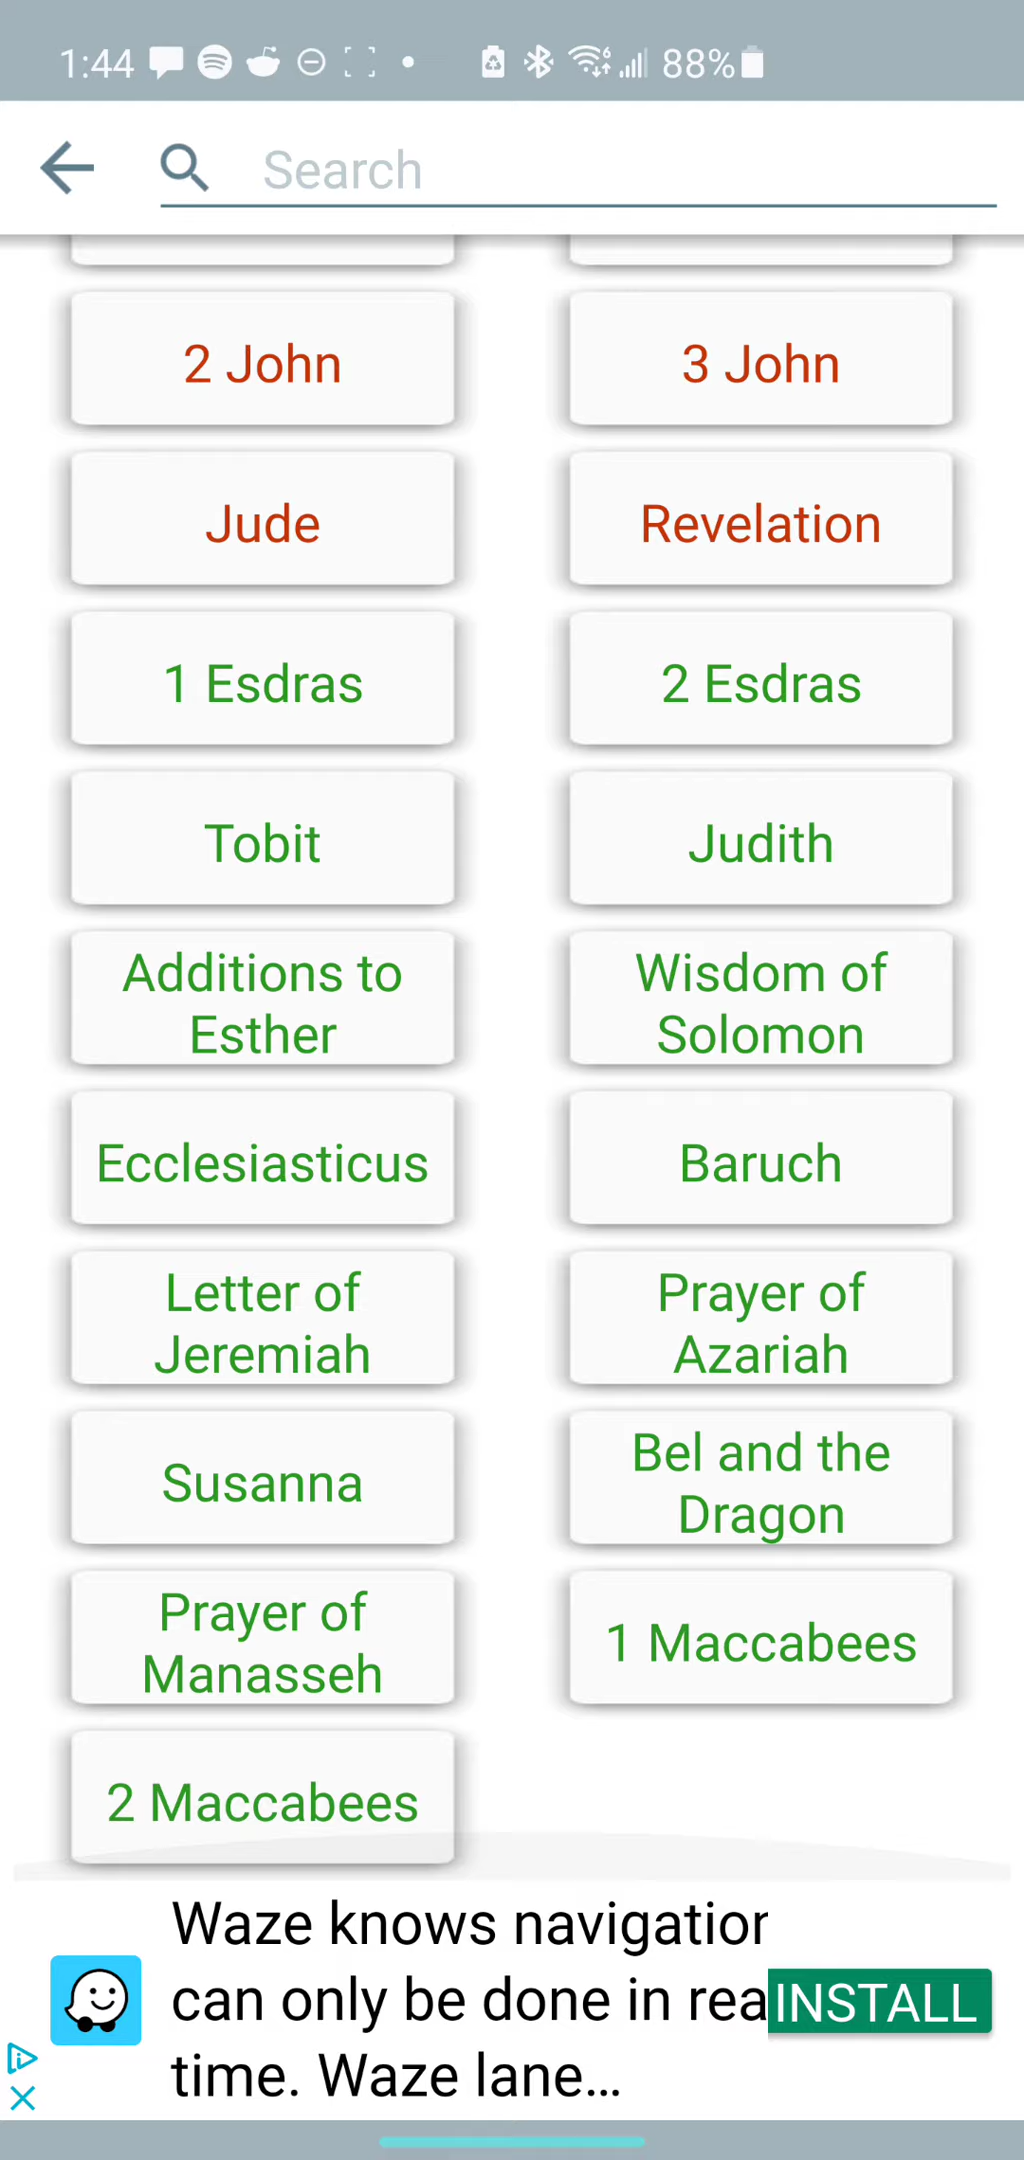 1:44 88%
Search
2 John
3 John
Jude
Revelation
1 Esdras
2 Esdras
Tobit
Judith
Additions to
Esther
Wisdom of
Solomon
Ecclesiasticus
Baruch
Letter of
Jeremiah
Prayer of
Azariah
Susanna
Bel and the
Dragon
Prayer of
Manasseh
1 Maccabees
2 Maccabees
Waze knows navigation
can only be done in rea
time. Waze lane...
INSTALL